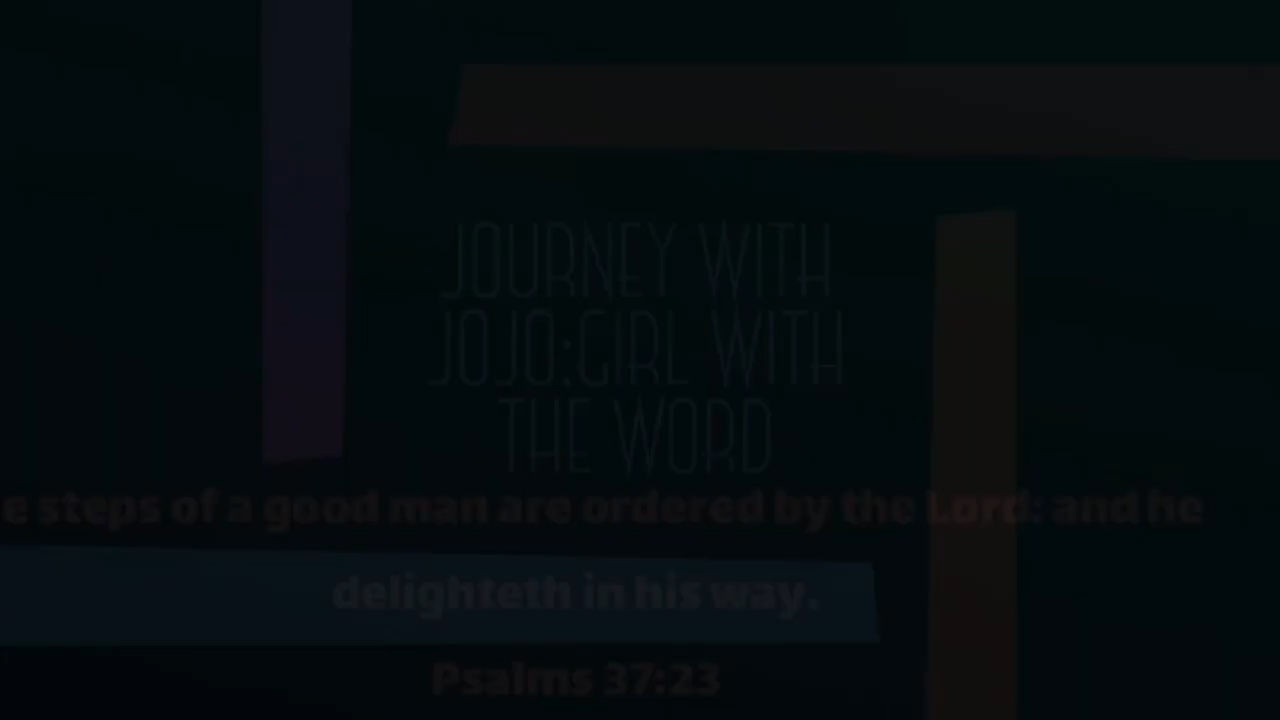 JOURNEY WITH
JOJO:GIRL WITH
THE WORD
e steps of a good man are ordered by the Lord: and he
delighteth in his way.
Psalms 37:23